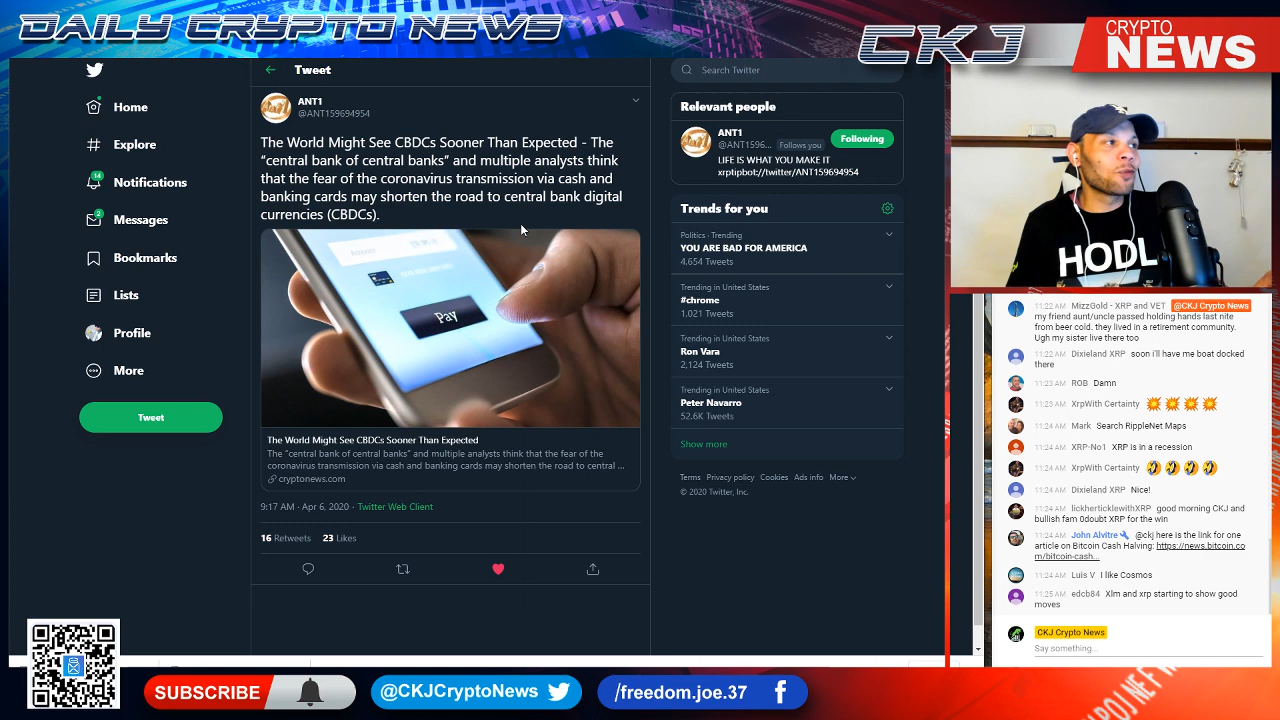 DAILY CRYPTO NEWS
CKJ
CRYPTO
NEWS
Home
Explore
14
Notifications
2
Messages
Bookmarks
Lists
Profile
More
Tweet
Tweet
ANT1
@ANT159694954
The World Might See CBDCs Sooner Than Expected - The
“central bank of central banks” and multiple analysts think
that the fear of the coronavirus transmission via cash and
banking cards may shorten the road to central bank digital
currencies (CBDCs).
Pay
The World Might See CBDCs Sooner Than Expected
The “central bank of central banks” and multiple analysts think that the fear of the
coronavirus transmission via cash and banking cards may shorten the road to central ...
cryptonews.com
9:17 AM · Apr 6, 2020 · Twitter Web Client
16 Retweets 23 Likes
Search Twitter
Relevant people
ANT1
@ANT1596... Follows you
Following
LIFE IS WHAT YOU MAKE IT
xrptipbot://twitter/ANT159694954
Trends for you
Politics · Trending
YOU ARE BAD FOR AMERICA
4,654 Tweets
Trending in United States
#chrome
1,021 Tweets
Trending in United States
Ron Vara
2,124 Tweets
Trending in United States
Peter Navarro
52.6K Tweets
Show more
Terms Privacy policy Cookies Ads info More
© 2020 Twitter, Inc.
HODL
11:22 AM MizzGold - XRP and VET @CKJ Crypto News
my friend aunt/uncle passed holding hands last nite
from beer cold. they lived in a retirement community.
Ugh my sister live there too
11:22 AM Dixieland XRP soon i'll have me boat docked
there
11:23 AM ROB Damn
11:23 AM XrpWith Certainty 💥 💥 💥 💥
11:24 AM Mark Search RippleNet Maps
11:24 AM XRP-No1 XRP is In a recession
11:24 AM XrpWith Certainty 🤣 🤣 🤣 🤣
11:24 AM Dixieland XRP Nice!
11:24 AM lickherticklewithXRP good morning CKJ and
bullish fam 0doubt XRP for the win
11:24 AM John Alvitre @ckj here is the link for one
article on Bitcoin Cash Halving: https://news.bitcoin.co
m/bitcoin-cash...
11:24 AM Luis V I like Cosmos
11:25 AM edcb84 Xlm and xrp starting to show good
moves
CKJ Crypto News
Say something...
SUBSCRIBE
@CKJCryptoNews
/freedom.joe.37